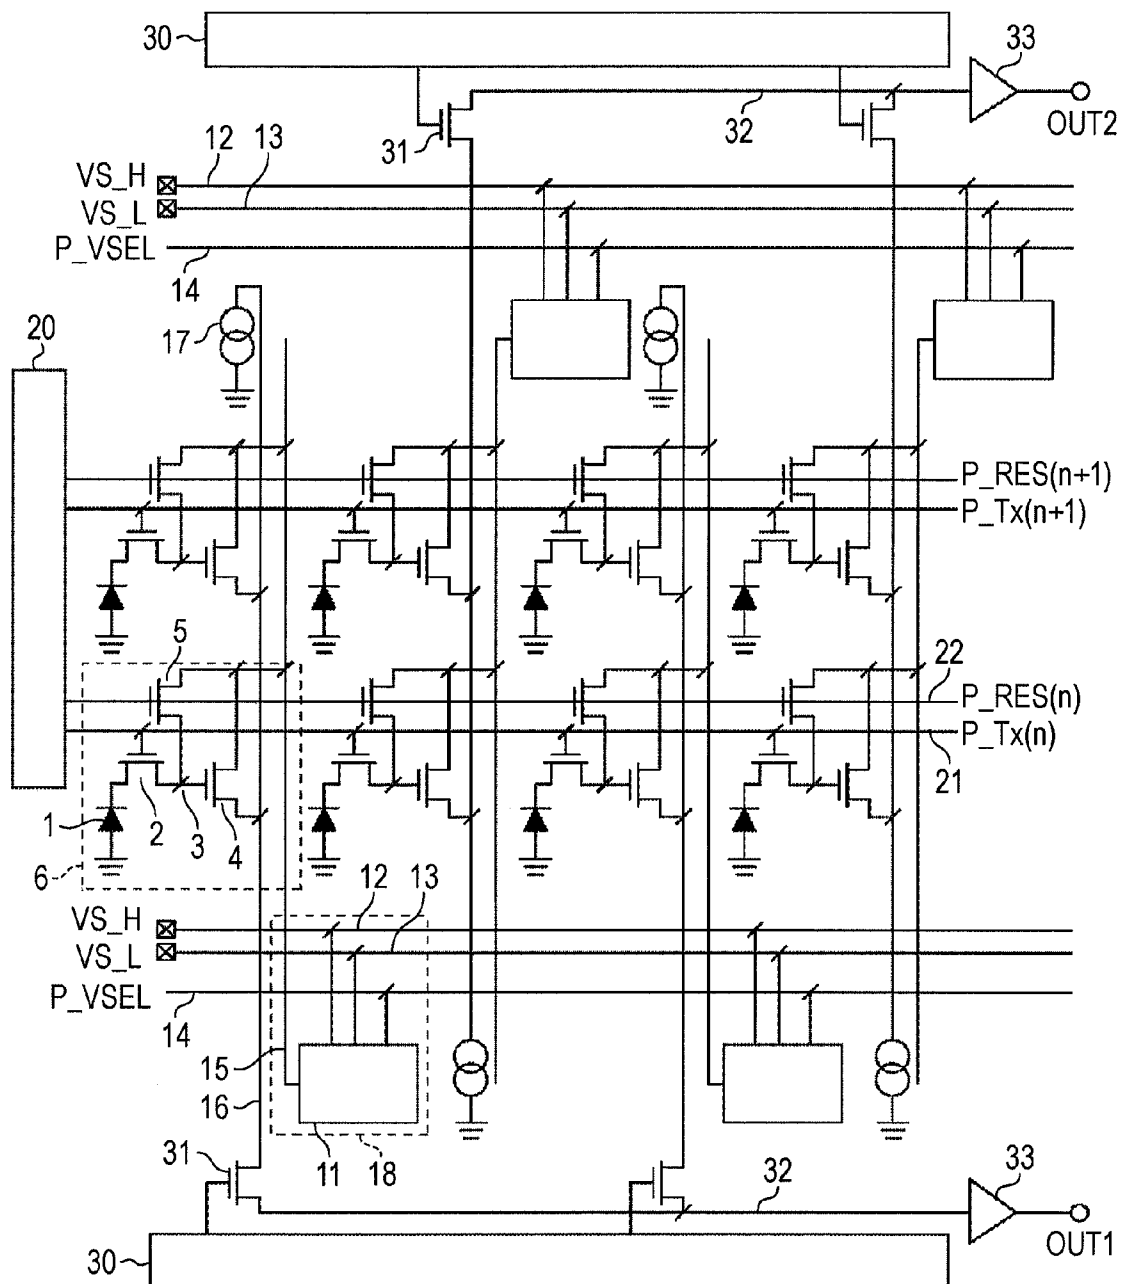 30
33
31
32
OUT2
12
13
VS_H
VS_L
P_VSEL
14
17
20
P_RES(n+1)
P_Tx(n+1)
5
22
P_RES(n)
P_Tx(n)
21
1
2
3
4
6
12
13
VS_H
VS_L
P_VSEL
14
15
16
31
11
18
32
33
OUT1
30